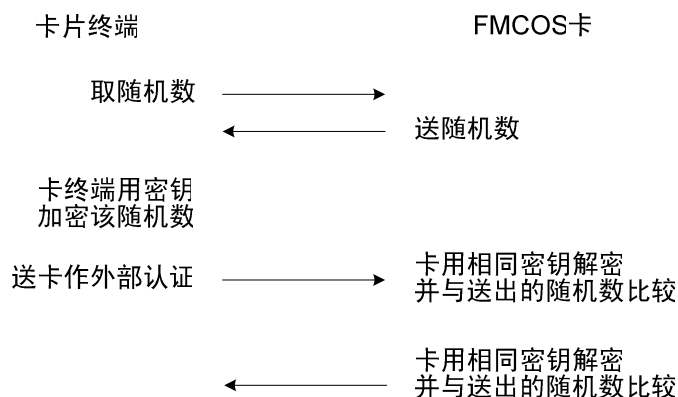 卡片终端
FMCOS卡
取随机数
送随机数
卡终端用密钥
加密该随机数
送卡作外部认证
卡用相同密钥解密
并与送出的随机数比较
卡用相同密钥解密
并与送出的随机数比较